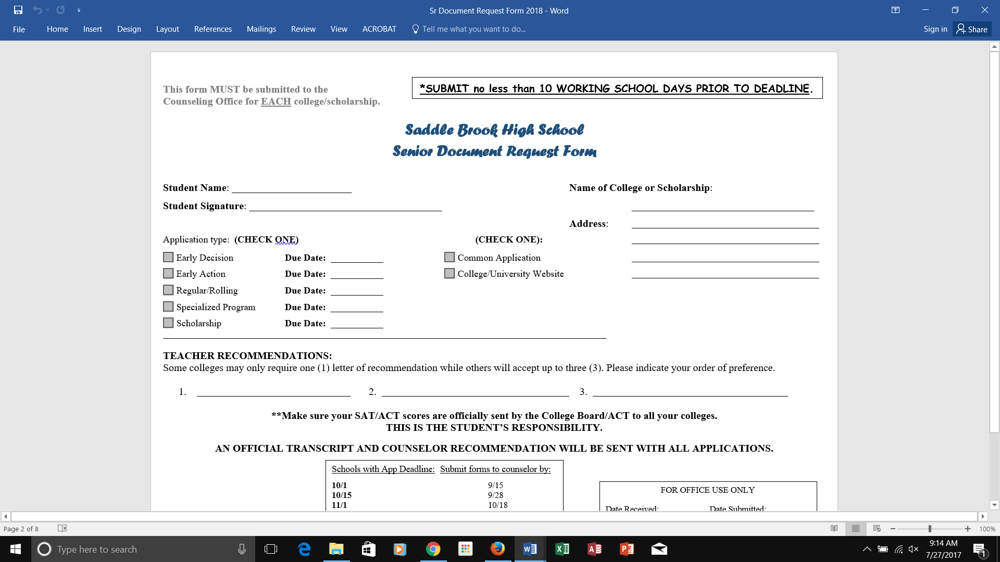 Sr Document Request Form 2018 - Word
File Home Insert Design Layout References Mailings Review View ACROBAT Tell me what you want to do... Sign in Share
This form MUST be submitted to the
Counseling Office for EACH college/scholarship.
*SUBMIT no less than 10 WORKING SCHOOL DAYS PRIOR TO DEADLINE.
Saddle Brook High School
Senior Document Request Form
Student Name: Name of College or Scholarship:
Student Signature:
Address:
Application type: (CHECK ONE) (CHECK ONE):
Early Decision Due Date: Common Application
Early Action Due Date: College/University Website
Regular/Rolling Due Date:
Specialized Program Due Date:
Scholarship Due Date:
TEACHER RECOMMENDATIONS:
Some colleges may only require one (1) letter of recommendation while others will accept up to three (3). Please indicate your order of preference.
1. 2. 3.
**Make sure your SAT/ACT scores are officially sent by the College Board/ACT to all your colleges.
THIS IS THE STUDENT'S RESPONSIBILITY.
AN OFFICIAL TRANSCRIPT AND COUNSELOR RECOMMENDATION WILL BE SENT WITH ALL APPLICATIONS.
Schools with App Deadline: Submit forms to counselor by:
10/1 9/15
10/15 9/28
11/1 10/18
FOR OFFICE USE ONLY
Date Received: Date Submitted:
Page 2 of 8 100%
Type here to search
9:14 AM
7/27/2017
1